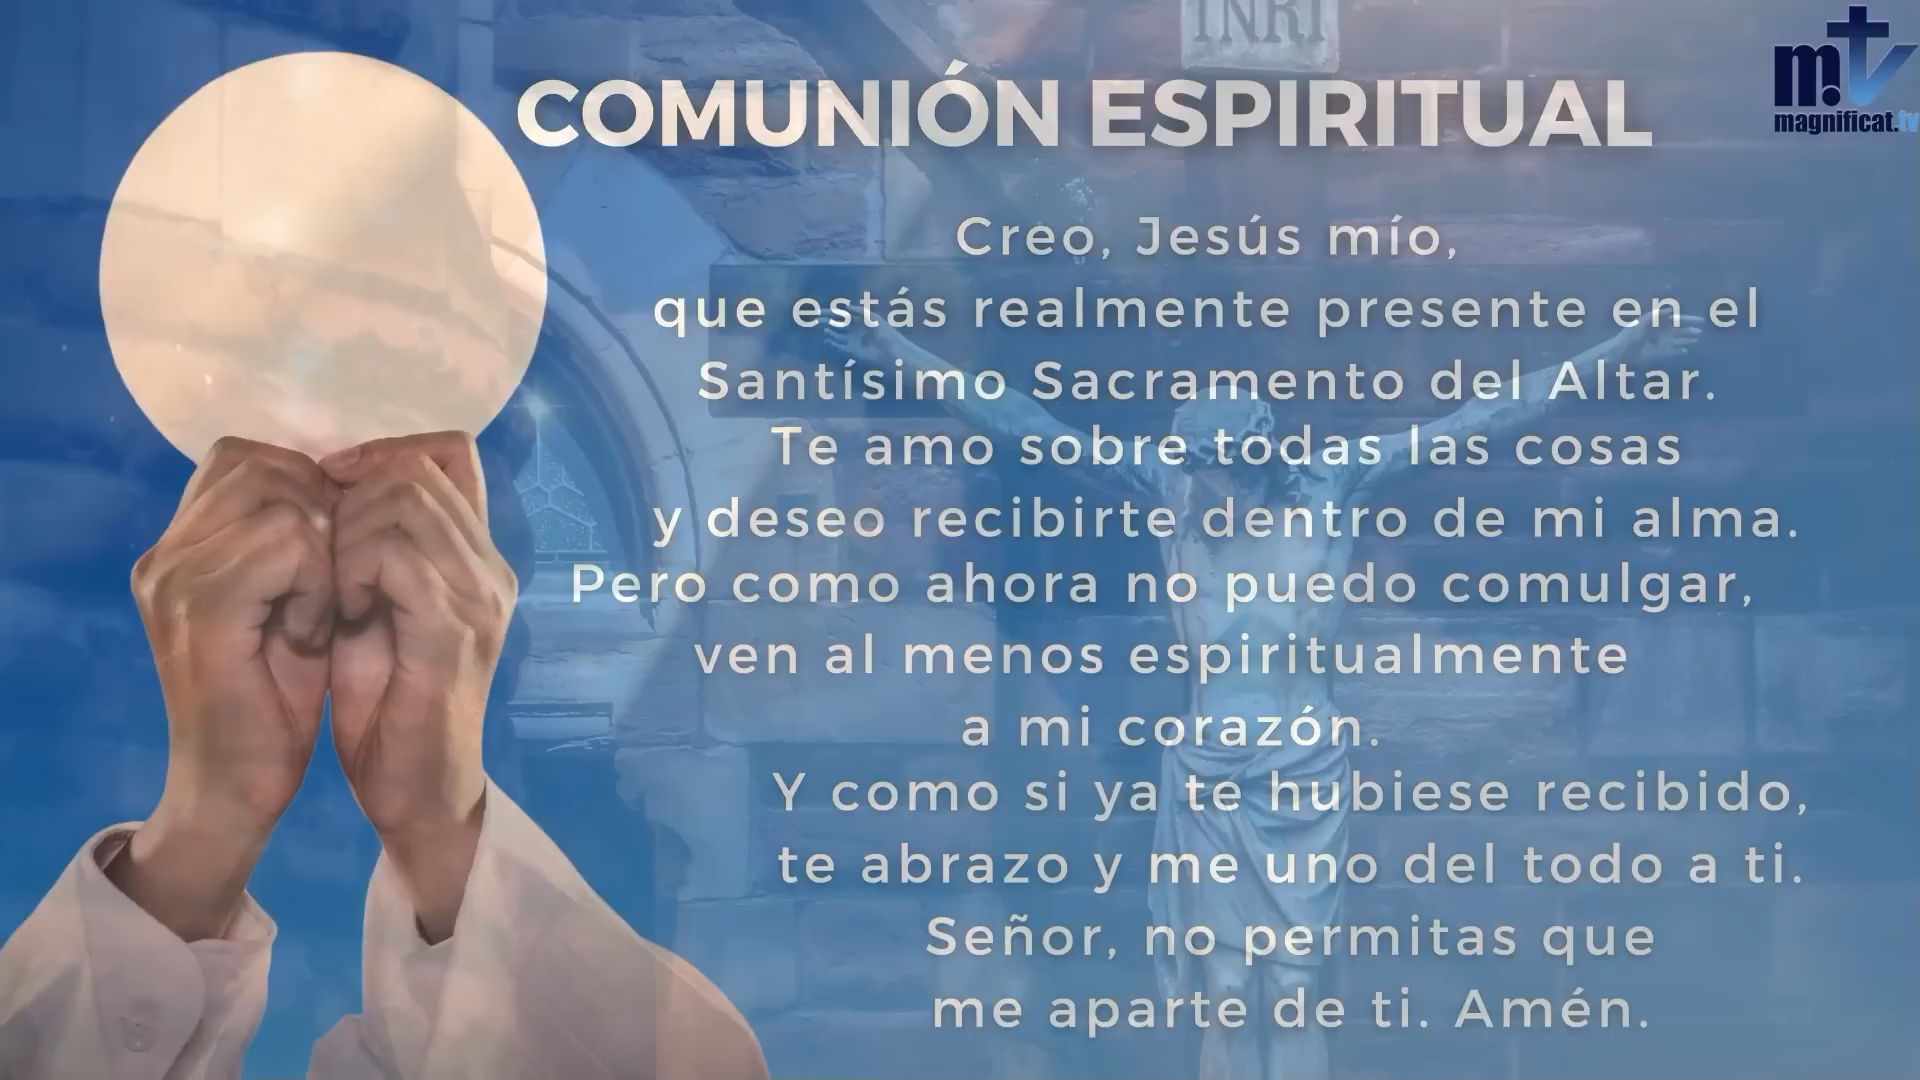 INRI
COMUNIÓN ESPIRITUAL
magnificat.tv
Creo, Jesús mío,
que estás realmente presente en el
Santísimo Sacramento del Altar.
Te amo sobre todas las cosas
y deseo recibirte dentro de mi alma.
Pero como ahora no puedo comulgar,
ven al menos espiritualmente
a mi corazón.
Y como si ya te hubiese recibido,
te abrazo y me uno del todo a ti.
Señor, no permitas que
me aparte de ti. Amén.